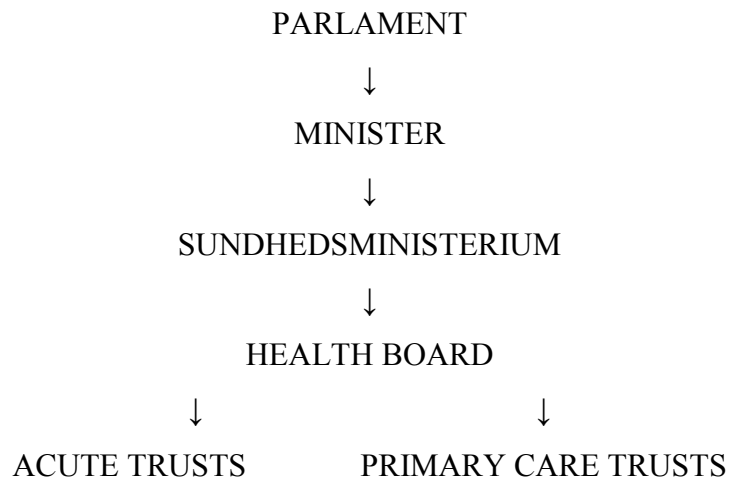 PARLAMENT
↓
MINISTER
↓
SUNDHEDSMINISTERIUM
↓
HEALTH BOARD
↓ ↓
ACUTE TRUSTS PRIMARY CARE TRUSTS